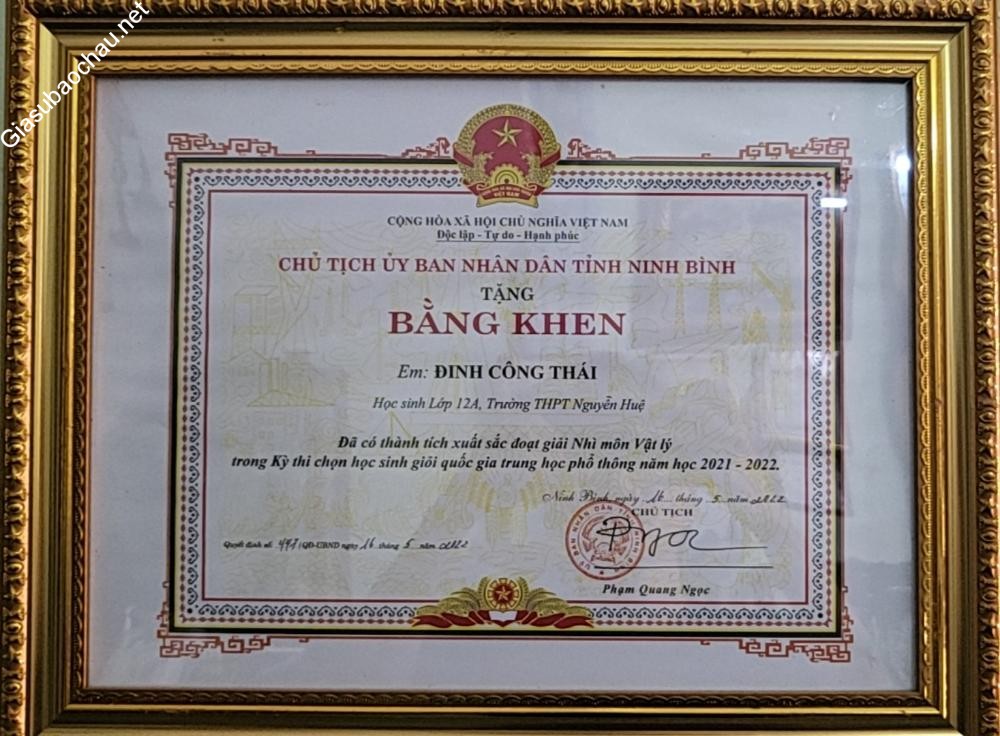 Giasubaochau.net
VIỆT NAM
CỘNG HÒA XÃ HỘI CHỦ NGHĨA VIỆT NAM
Độc lập - Tự do - Hạnh phúc
CHỦ TỊCH ỦY BAN NHÂN DÂN TỈNH NINH BÌNH
TẶNG
BẰNG KHEN
Em: ĐINH CÔNG THÁI
Học sinh Lớp 12A, Trường THPT Nguyễn Huệ
Đã có thành tích xuất sắc đoạt giải Nhì môn Vật lý
trong Kỳ thi chọn học sinh giỏi quốc gia trung học phổ thông năm học 2021 - 2022.
Ninh Bình, ngày 16 tháng 5 năm 2022
CHỦ TỊCH
Quyết định số 447/QĐ-UBND ngày 16 tháng 5 năm 2022
Phạm Quang Ngọc